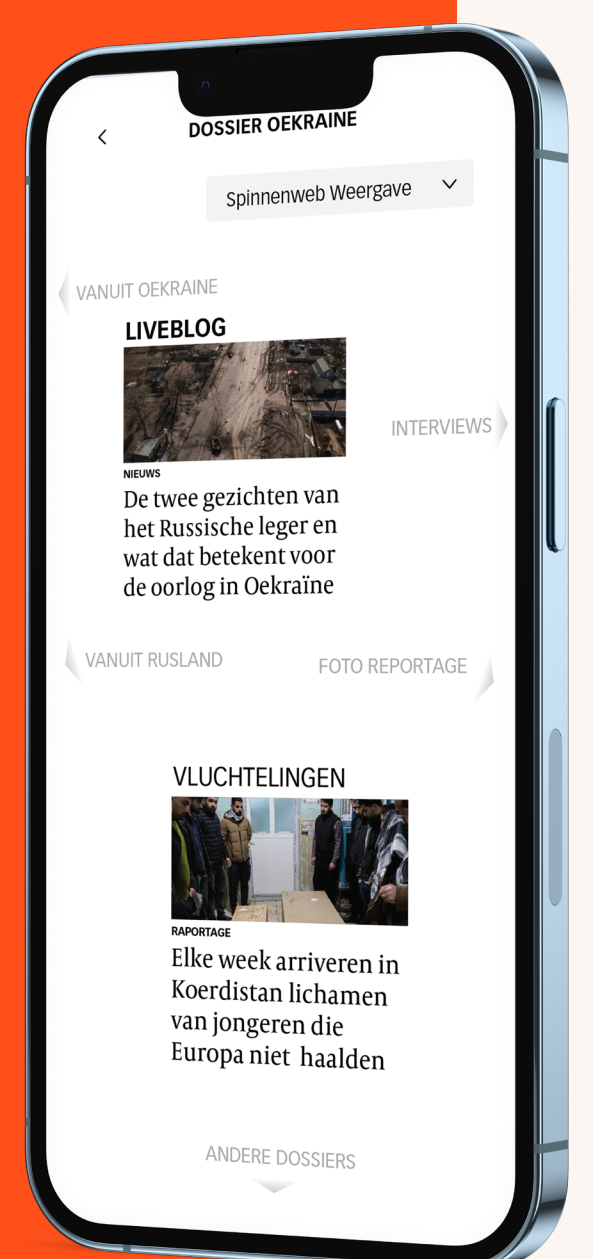 DOSSIER OEKRAINE
Spinnenweb Weergave
VANUIT OEKRAINE
LIVEBLOG
INTERVIEWS
NIEUWS
De twee gezichten van
het Russische leger en
wat dat betekent voor
de oorlog in Oekraïne
VANUIT RUSLAND
FOTO REPORTAGE
VLUCHTELINGEN
RAPORTAGE
Elke week arriveren in
Koerdistan lichamen
van jongeren die
Europa niet haalden
ANDERE DOSSIERS